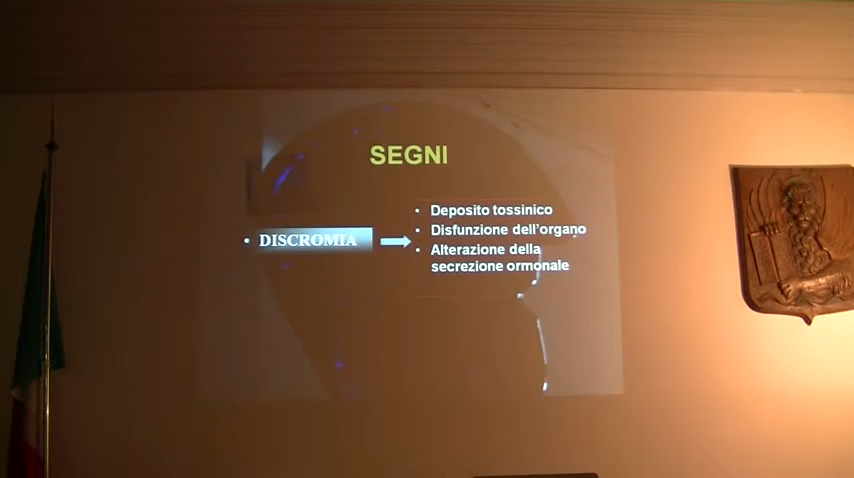 SEGNI
• DISCROMIA
• Deposito tossinico
• Disfunzione dell'organo
• Alterazione della
secrezione ormonale